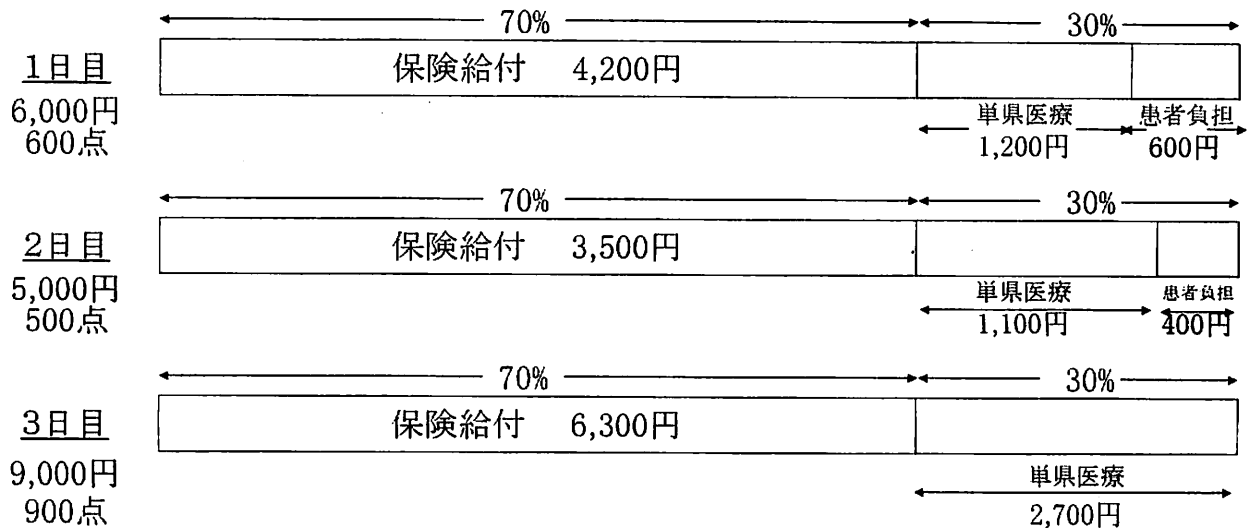 70%
30%
1日目
保険給付 4,200円
6,000円
600点
単県医療
患者負担
1,200円
600円
70%
30%
2日目
保険給付 3,500円
5,000円
500点
単県医療
患者負担
1,100円
400円
70%
30%
3日目
保険給付 6,300円
9,000円
900点
単県医療
2,700円